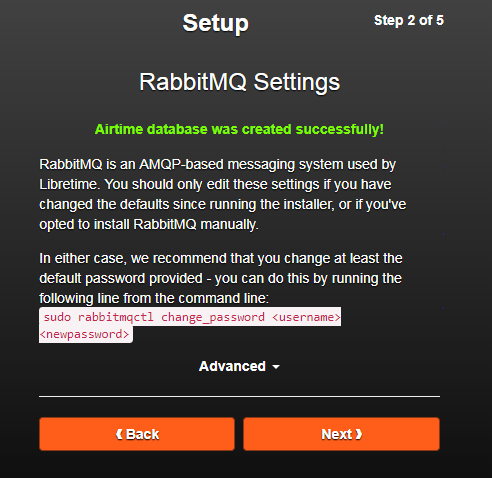 Setup
Step 2 of 5
RabbitMQ Settings
Airtime database was created successfully!
RabbitMQ is an AMQP-based messaging system used by
Libretime. You should only edit these settings if you have
changed the defaults since running the installer, or if you've
opted to install RabbitMQ manually.
In either case, we recommend that you change at least the
default password provided - you can do this by running the
following line from the command line:
sudo rabbitmqctl change_password <username>
<newpassword>
Advanced
❰ Back
Next ❱